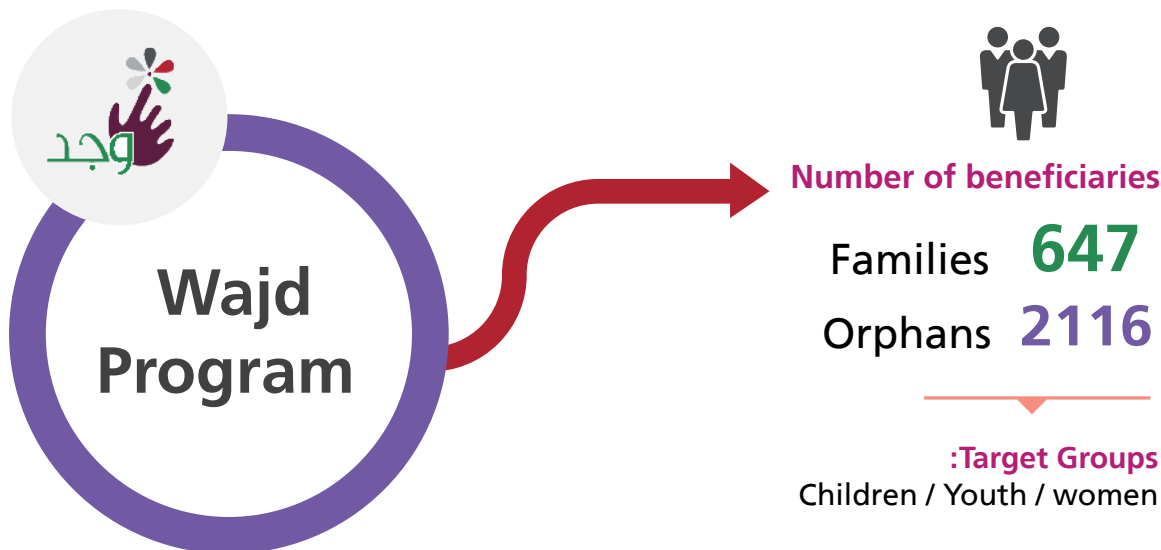 وجد
Wajd
Program
Number of beneficiaries
Families 647
Orphans 2116
:Target Groups
Children / Youth / women